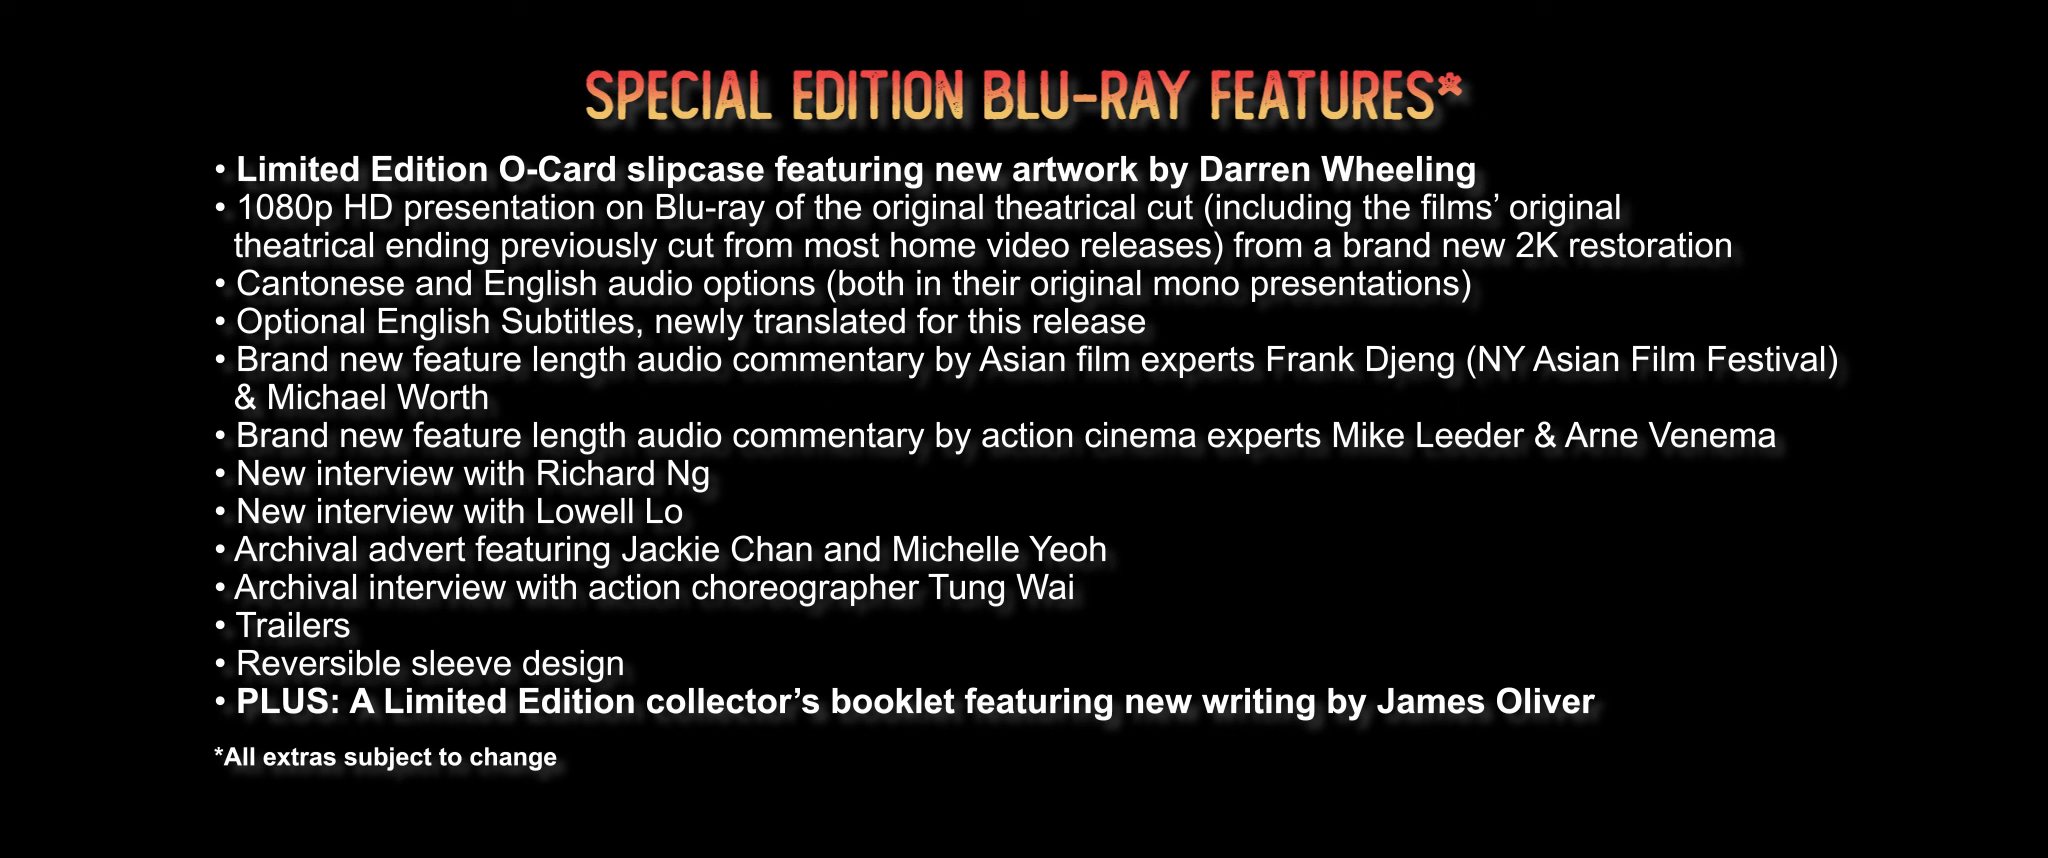 SPECIAL EDITION BLU-RAY FEATURES*
• Limited Edition O-Card slipcase featuring new artwork by Darren Wheeling
• 1080p HD presentation on Blu-ray of the original theatrical cut (including the films’ original
theatrical ending previously cut from most home video releases) from a brand new 2K restoration
• Cantonese and English audio options (both in their original mono presentations)
• Optional English Subtitles, newly translated for this release
• Brand new feature length audio commentary by Asian film experts Frank Djeng (NY Asian Film Festival)
& Michael Worth
• Brand new feature length audio commentary by action cinema experts Mike Leeder & Arne Venema
• New interview with Richard Ng
• New interview with Lowell Lo
• Archival advert featuring Jackie Chan and Michelle Yeoh
• Archival interview with action choreographer Tung Wai
• Trailers
• Reversible sleeve design
• PLUS: A Limited Edition collector’s booklet featuring new writing by James Oliver
*All extras subject to change